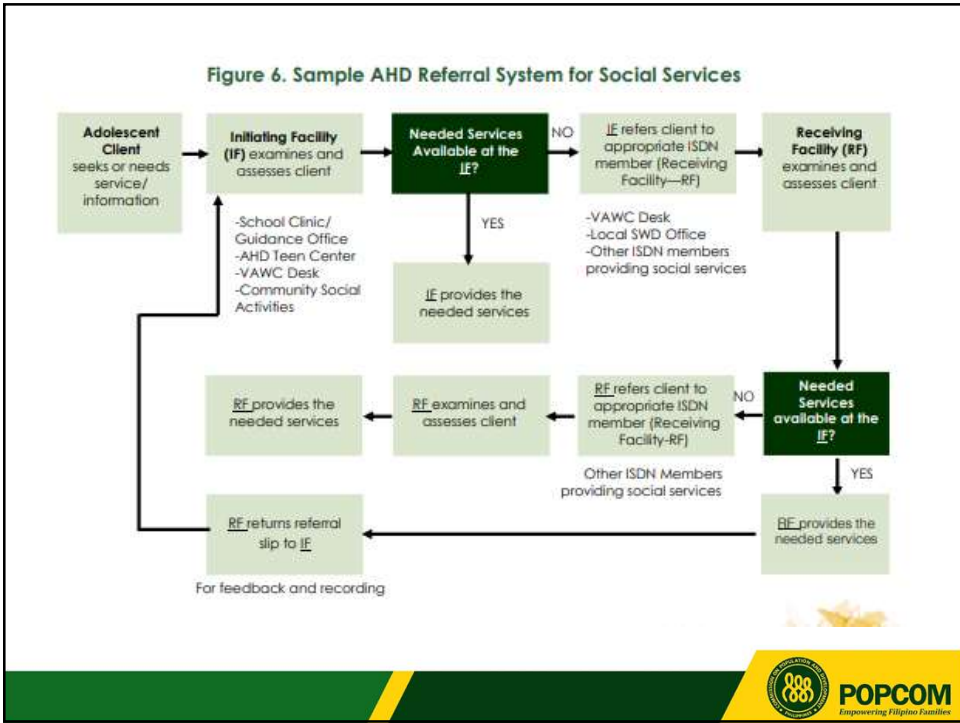 Figure 6. Sample AHD Referral System for Social Services
Adolescent
Client
seeks or needs
service/
information
Initiating Facility
(IF) examines and
assesses client
Needed Services
Available at the
IF?
NO
IF refers client to
appropriate ISDN
member (Receiving
Facility—RF)
Receiving
Facility (RF)
examines and
assesses client
-School Clinic/
Guidance Office
-AHD Teen Center
-VAWC Desk
-Community Social
Activities
YES
-VAWC Desk
-Local SWD Office
-Other ISDN members
providing social services
IF provides the
needed services
RF provides the
needed services
RF examines and
assesses client
RF refers client to
appropriate ISDN
member (Receiving
Facility-RF)
NO
Needed
Services
available at the
IF?
Other ISDN Members
providing social services
YES
RF returns referral
slip to IF
RF provides the
needed services
For feedback and recording
COMMISSION ON POPULATION AND DEVELOPMENT
PHILIPPINES
POPCOM
Empowering Filipino Families